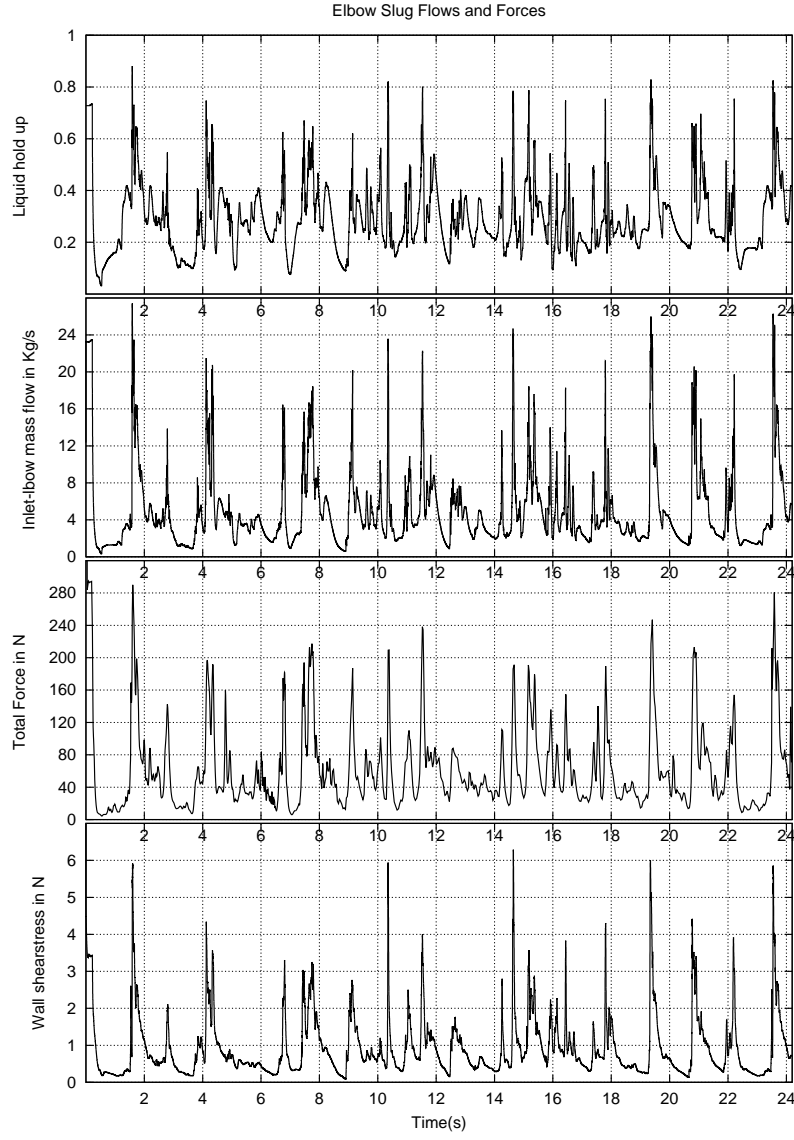 Elbow Slug Flows and Forces
Liquid hold up
1
0.8
0.6
0.4
0.2
2 4 6 8 10 12 14 16 18 20 22 24
Inlet-lbow mass flow in Kg/s
24
20
16
12
8
4
0
2 4 6 8 10 12 14 16 18 20 22 24
Total Force in N
280
240
200
160
120
80
40
0
2 4 6 8 10 12 14 16 18 20 22 24
Wall shearstress in N
6
5
4
3
2
1
0
2 4 6 8 10 12 14 16 18 20 22 24
Time(s)